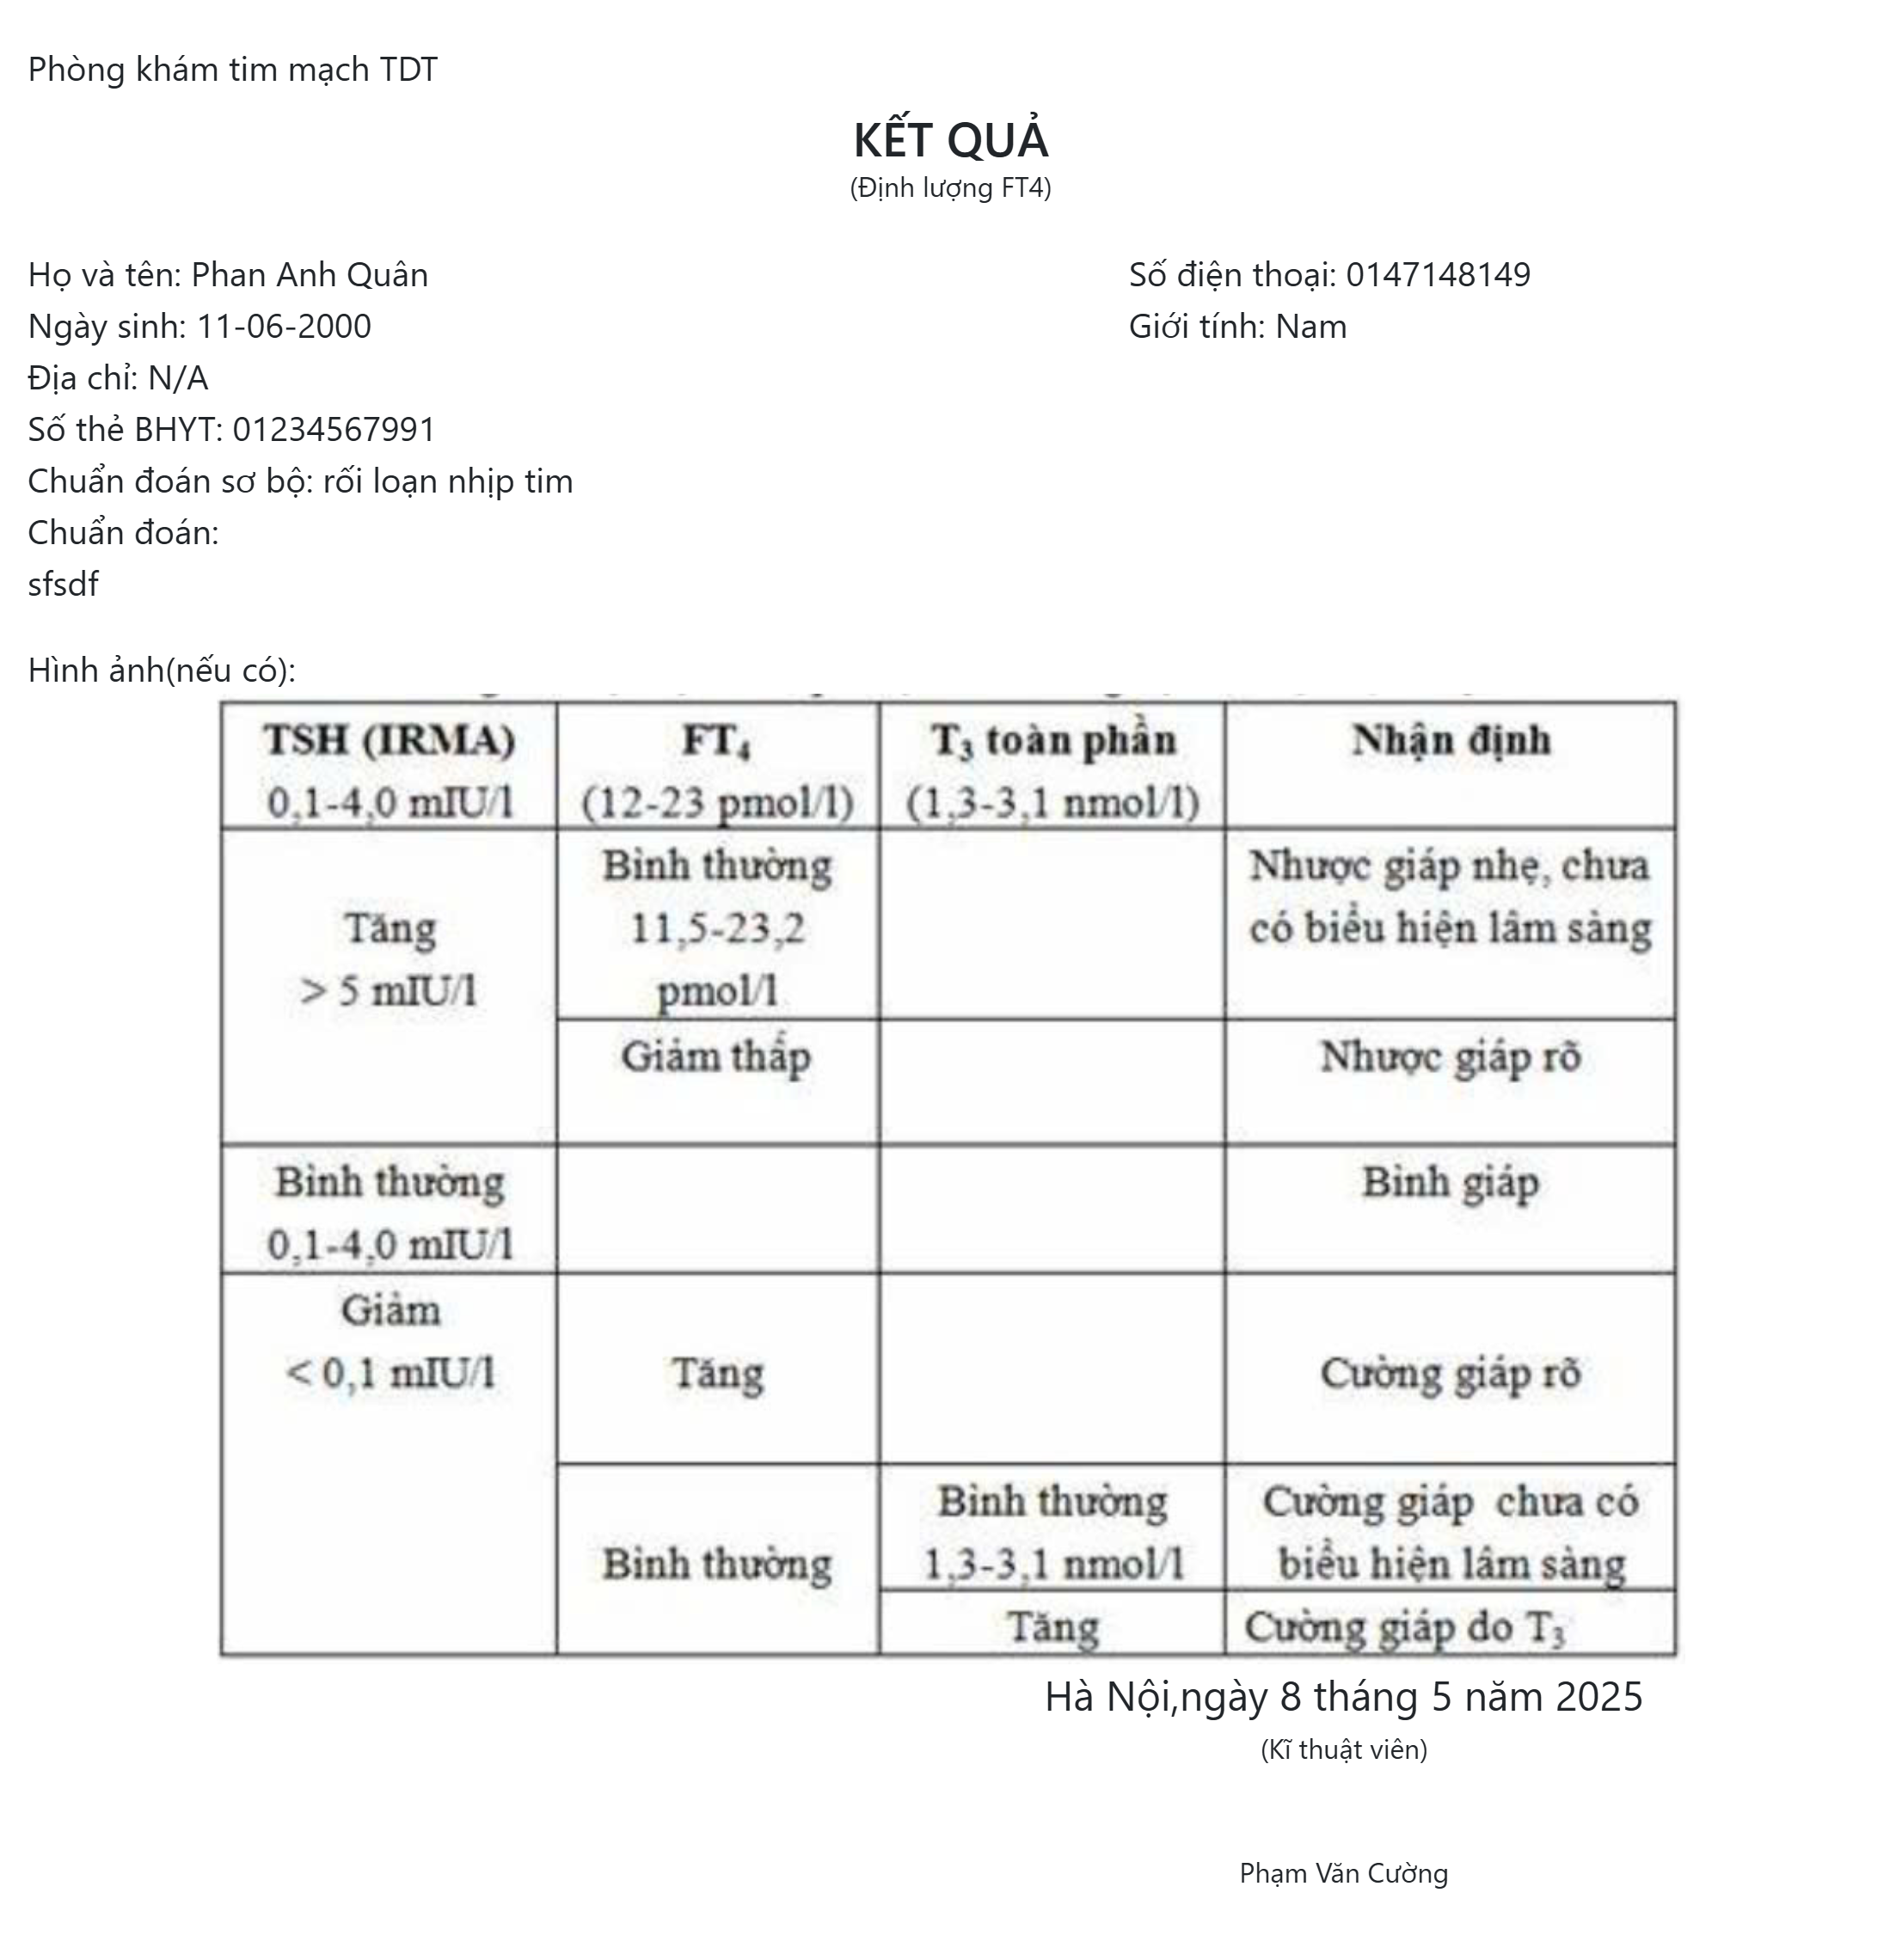 Phòng khám tim mạch TDT
KẾT QUẢ
(Định lượng FT4)
Họ và tên: Phan Anh Quân
Số điện thoại: 0147148149
Ngày sinh: 11-06-2000
Giới tính: Nam
Địa chỉ: N/A
Số thẻ BHYT: 01234567991
Chuẩn đoán sơ bộ: rối loạn nhịp tim
Chuẩn đoán:
sfsdf
Hình ảnh(nếu có):
TSH (IRMA)
0,1-4,0 mIU/l
FT₄
(12-23 pmol/l)
T₃ toàn phần
(1,3-3,1 nmol/l)
Nhận định
Tăng
> 5 mIU/l
Bình thường
11,5-23,2
pmol/l
Nhược giáp nhẹ, chưa
có biểu hiện lâm sàng
Giảm thấp
Nhược giáp rõ
Bình thường
0,1-4,0 mIU/l
Bình giáp
Giảm
< 0,1 mIU/l
Tăng
Cường giáp rõ
Bình thường
Bình thường
1,3-3,1 nmol/l
Cường giáp chưa có
biểu hiện lâm sàng
Tăng
Cường giáp do T₃
Hà Nội,ngày 8 tháng 5 năm 2025
(Kĩ thuật viên)
Phạm Văn Cường